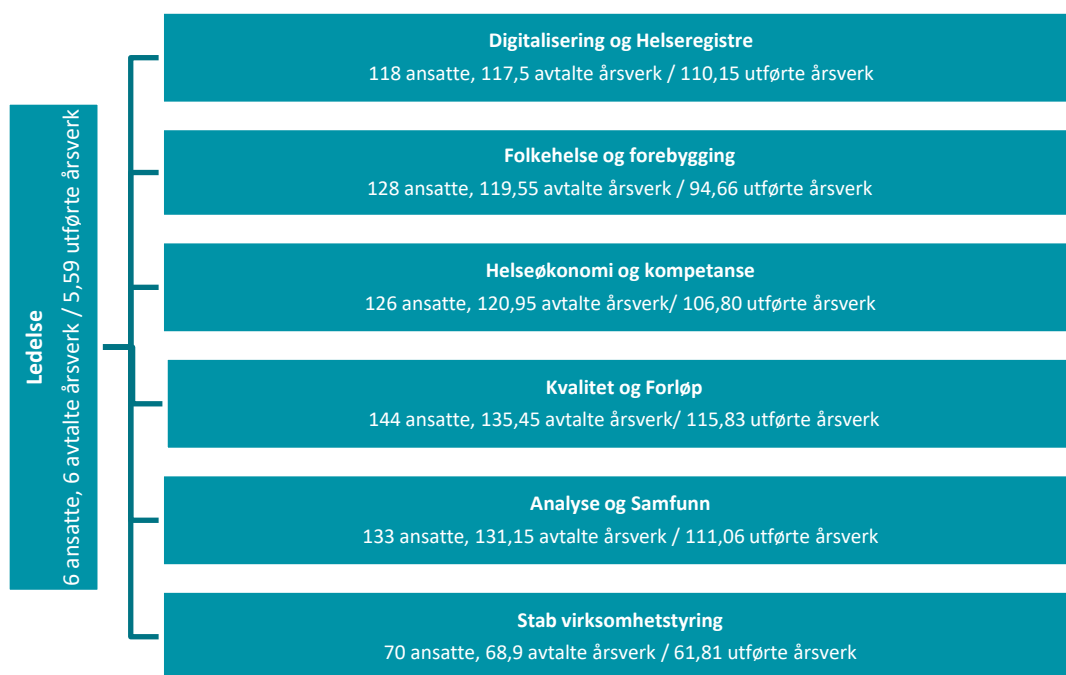 Ledelse
6 ansatte, 6 avtalte årsverk / 5,59 utførte årsverk
Digitalisering og Helseregistre
118 ansatte, 117,5 avtalte årsverk / 110,15 utførte årsverk
Folkehelse og forebygging
128 ansatte, 119,55 avtalte årsverk / 94,66 utførte årsverk
Helseøkonomi og kompetanse
126 ansatte, 120,95 avtalte årsverk/ 106,80 utførte årsverk
Kvalitet og Forløp
144 ansatte, 135,45 avtalte årsverk/ 115,83 utførte årsverk
Analyse og Samfunn
133 ansatte, 131,15 avtalte årsverk / 111,06 utførte årsverk
Stab virksomhetstyring
70 ansatte, 68,9 avtalte årsverk / 61,81 utførte årsverk